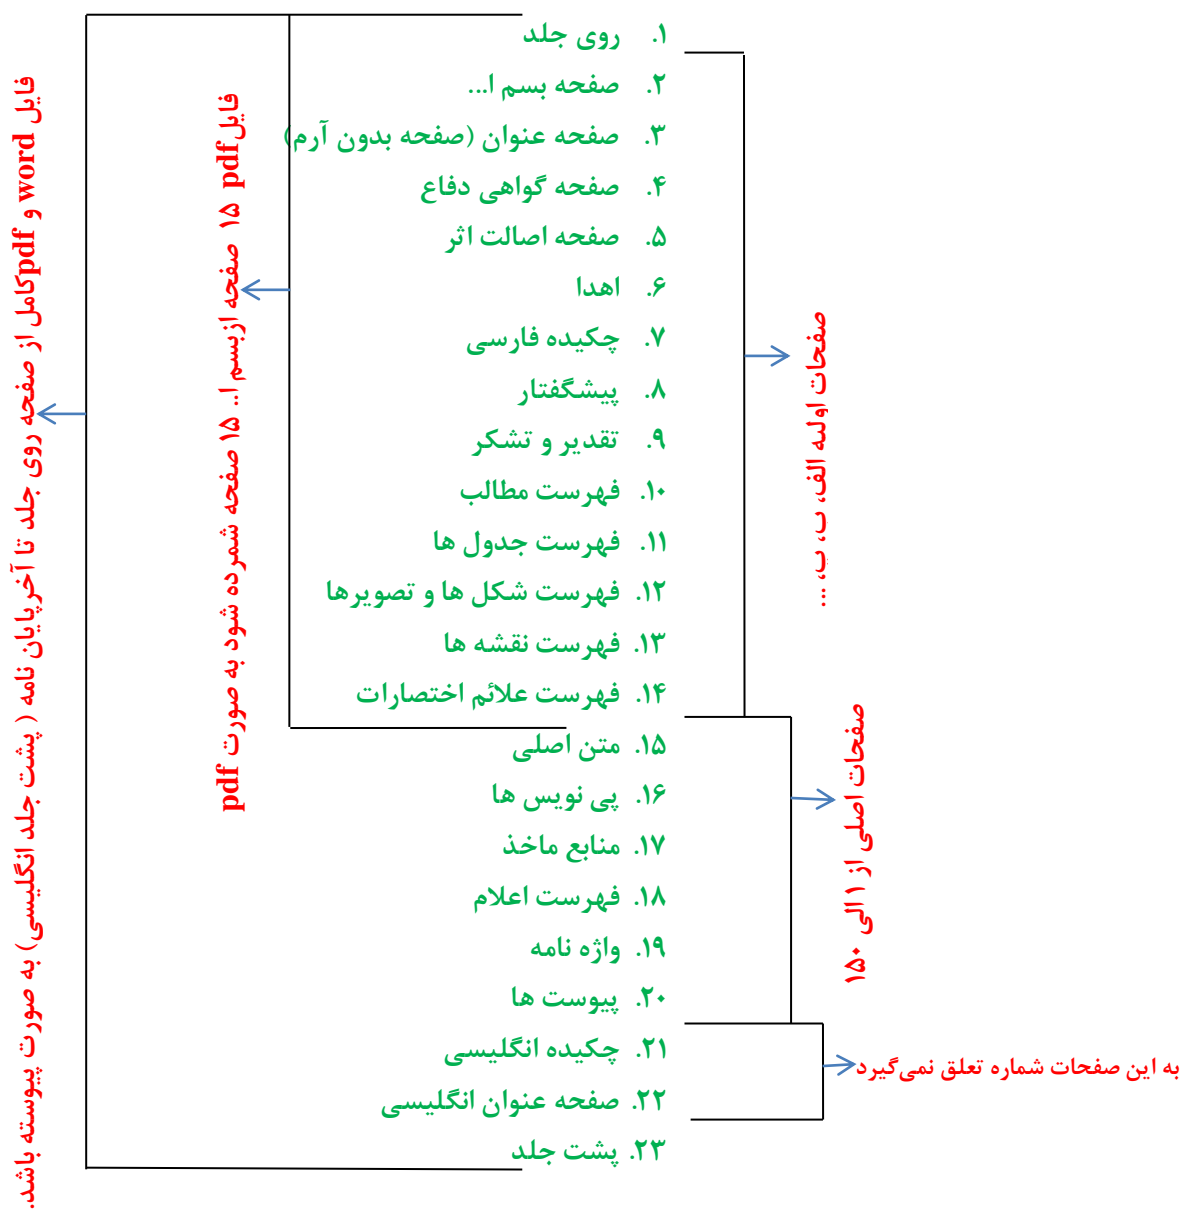 ۱. روی جلد
۲. صفحه بسم ا...
۳. صفحه عنوان (صفحه بدون آرم)
۴. صفحه گواهی دفاع
۵. صفحه اصالت اثر
۶. اهدا
۷. چکیده فارسی
۸. پیشگفتار
۹. تقدیر و تشکر
۱۰. فهرست مطالب
۱۱. فهرست جدول ها
۱۲. فهرست شکل ها و تصویرها
۱۳. فهرست نقشه ها
۱۴. فهرست علائم اختصارات
۱۵. متن اصلی
۱۶. پی نویس ها
۱۷. منابع ماخذ
۱۸. فهرست اعلام
۱۹. واژه نامه
۲۰. پیوست ها
۲۱. چکیده انگلیسی
۲۲. صفحه عنوان انگلیسی
۲۳. پشت جلد
صفحات اولیه الف، ب، پ، ...
صفحات اصلی از ۱ الی ۱۵۰
به این صفحات شماره تعلق نمی‌گیرد
فایل pdf ۱۵ صفحه ازبسم ا.. ۱۵ صفحه شمرده شود به صورت pdf
فایل word و pdfکامل از صفحه روی جلد تا آخرپایان نامه ( پشت جلد انگلیسی) به صورت پیوسته باشد.